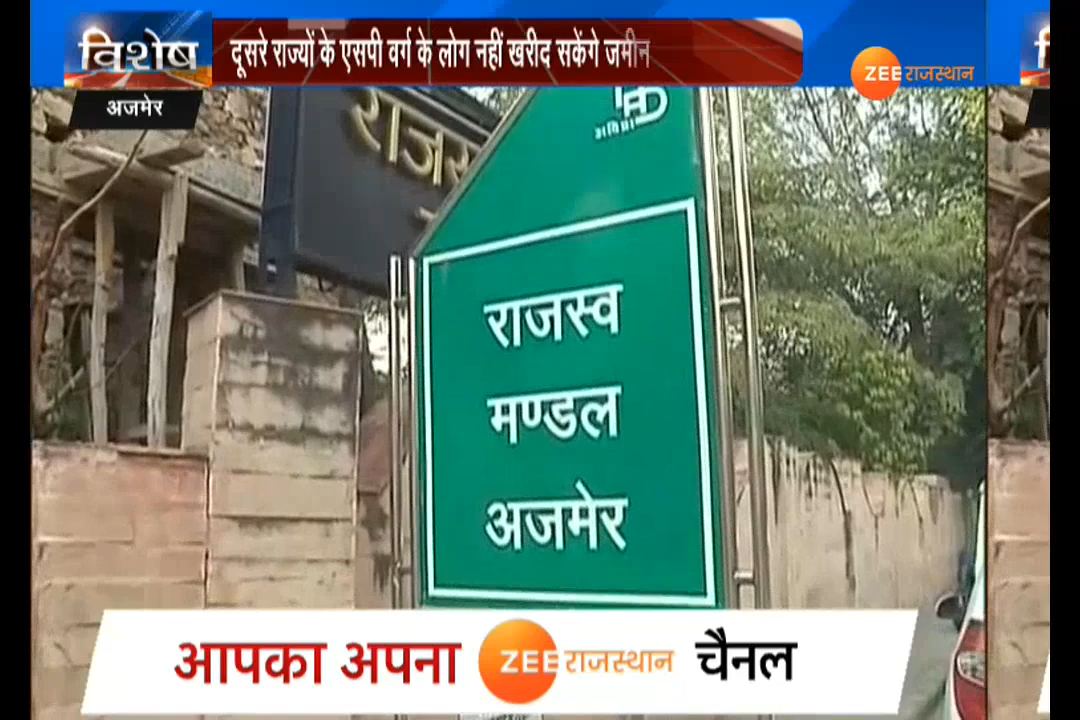 विशेष
दूसरे राज्यों के एसपी वर्ग के लोग नहीं खरीद सकेंगे जमीन
ZEE राजस्थान
अजमेर
अविप्रा
राजस्व
मण्डल
अजमेर
आपका अपना ZEE राजस्थान चैनल